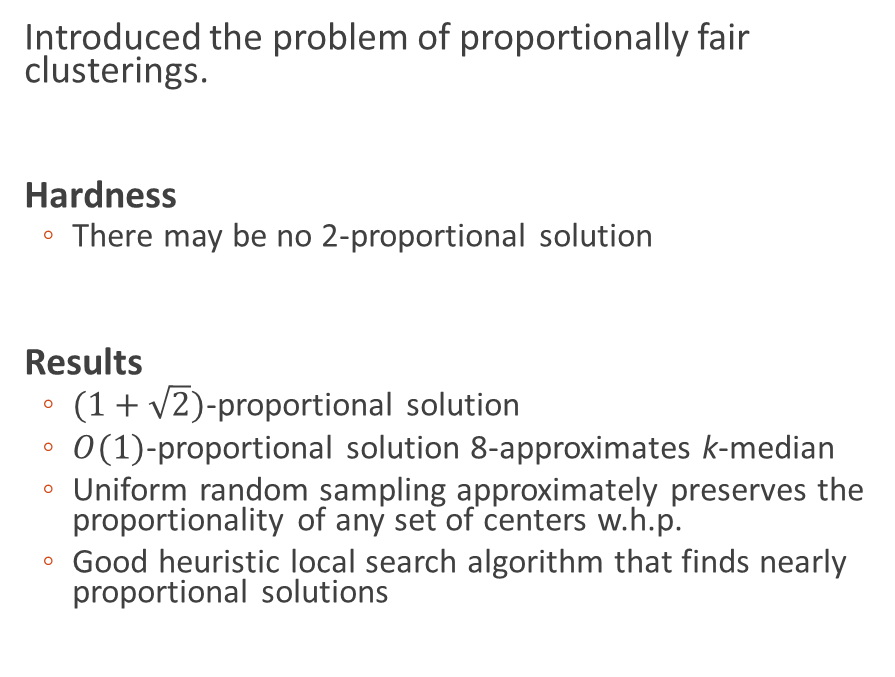 Introduced the problem of proportionally fair
clusterings.
Hardness
◦ There may be no 2-proportional solution
Results
◦ (1 + √2)-proportional solution
◦ O(1)-proportional solution 8-approximates k-median
◦ Uniform random sampling approximately preserves the
proportionality of any set of centers w.h.p.
◦ Good heuristic local search algorithm that finds nearly
proportional solutions